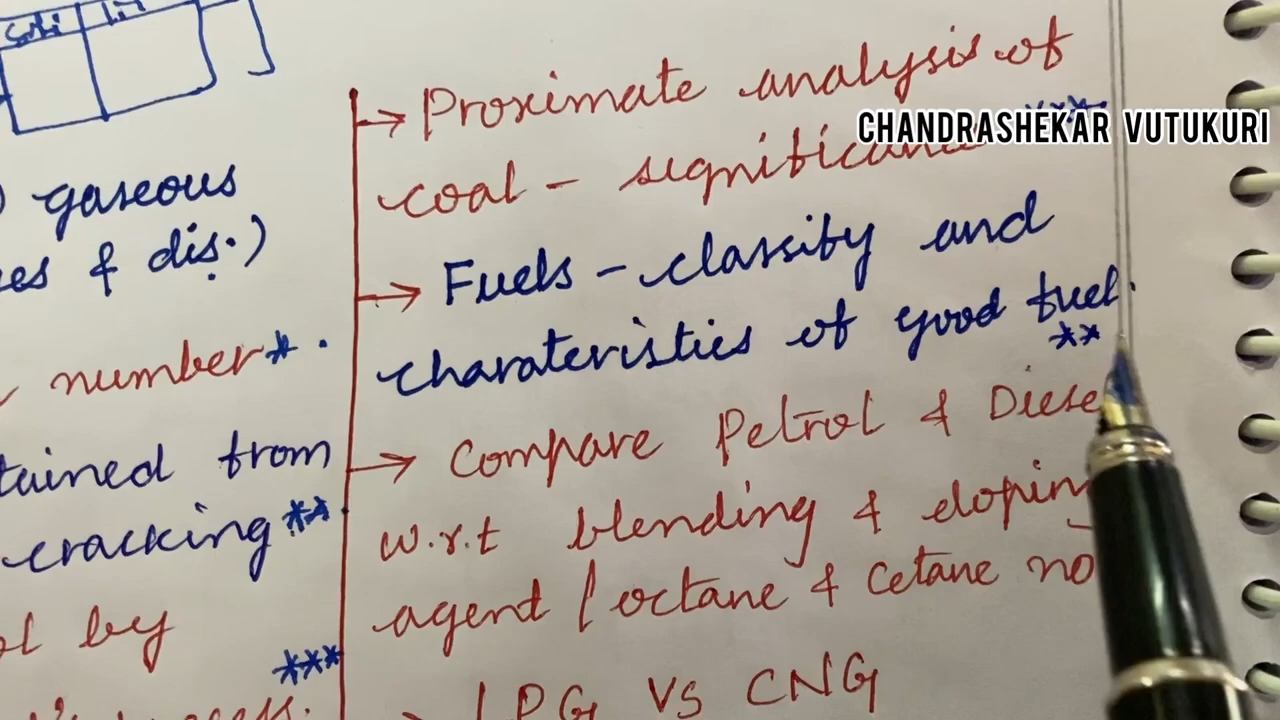 gaseous
& dis.)
number*.
tained from
cracking**
by
***
→ Proximate analysis of
***
CHANDRASHEKAR VUTUKURI
coal - significance
→ Fuels - classify and
charateristics of good fuel.
**
→ Compare Petrol & Diese
w.r.t blending & doping
agent / octane & cetane no
LPG VS CNG